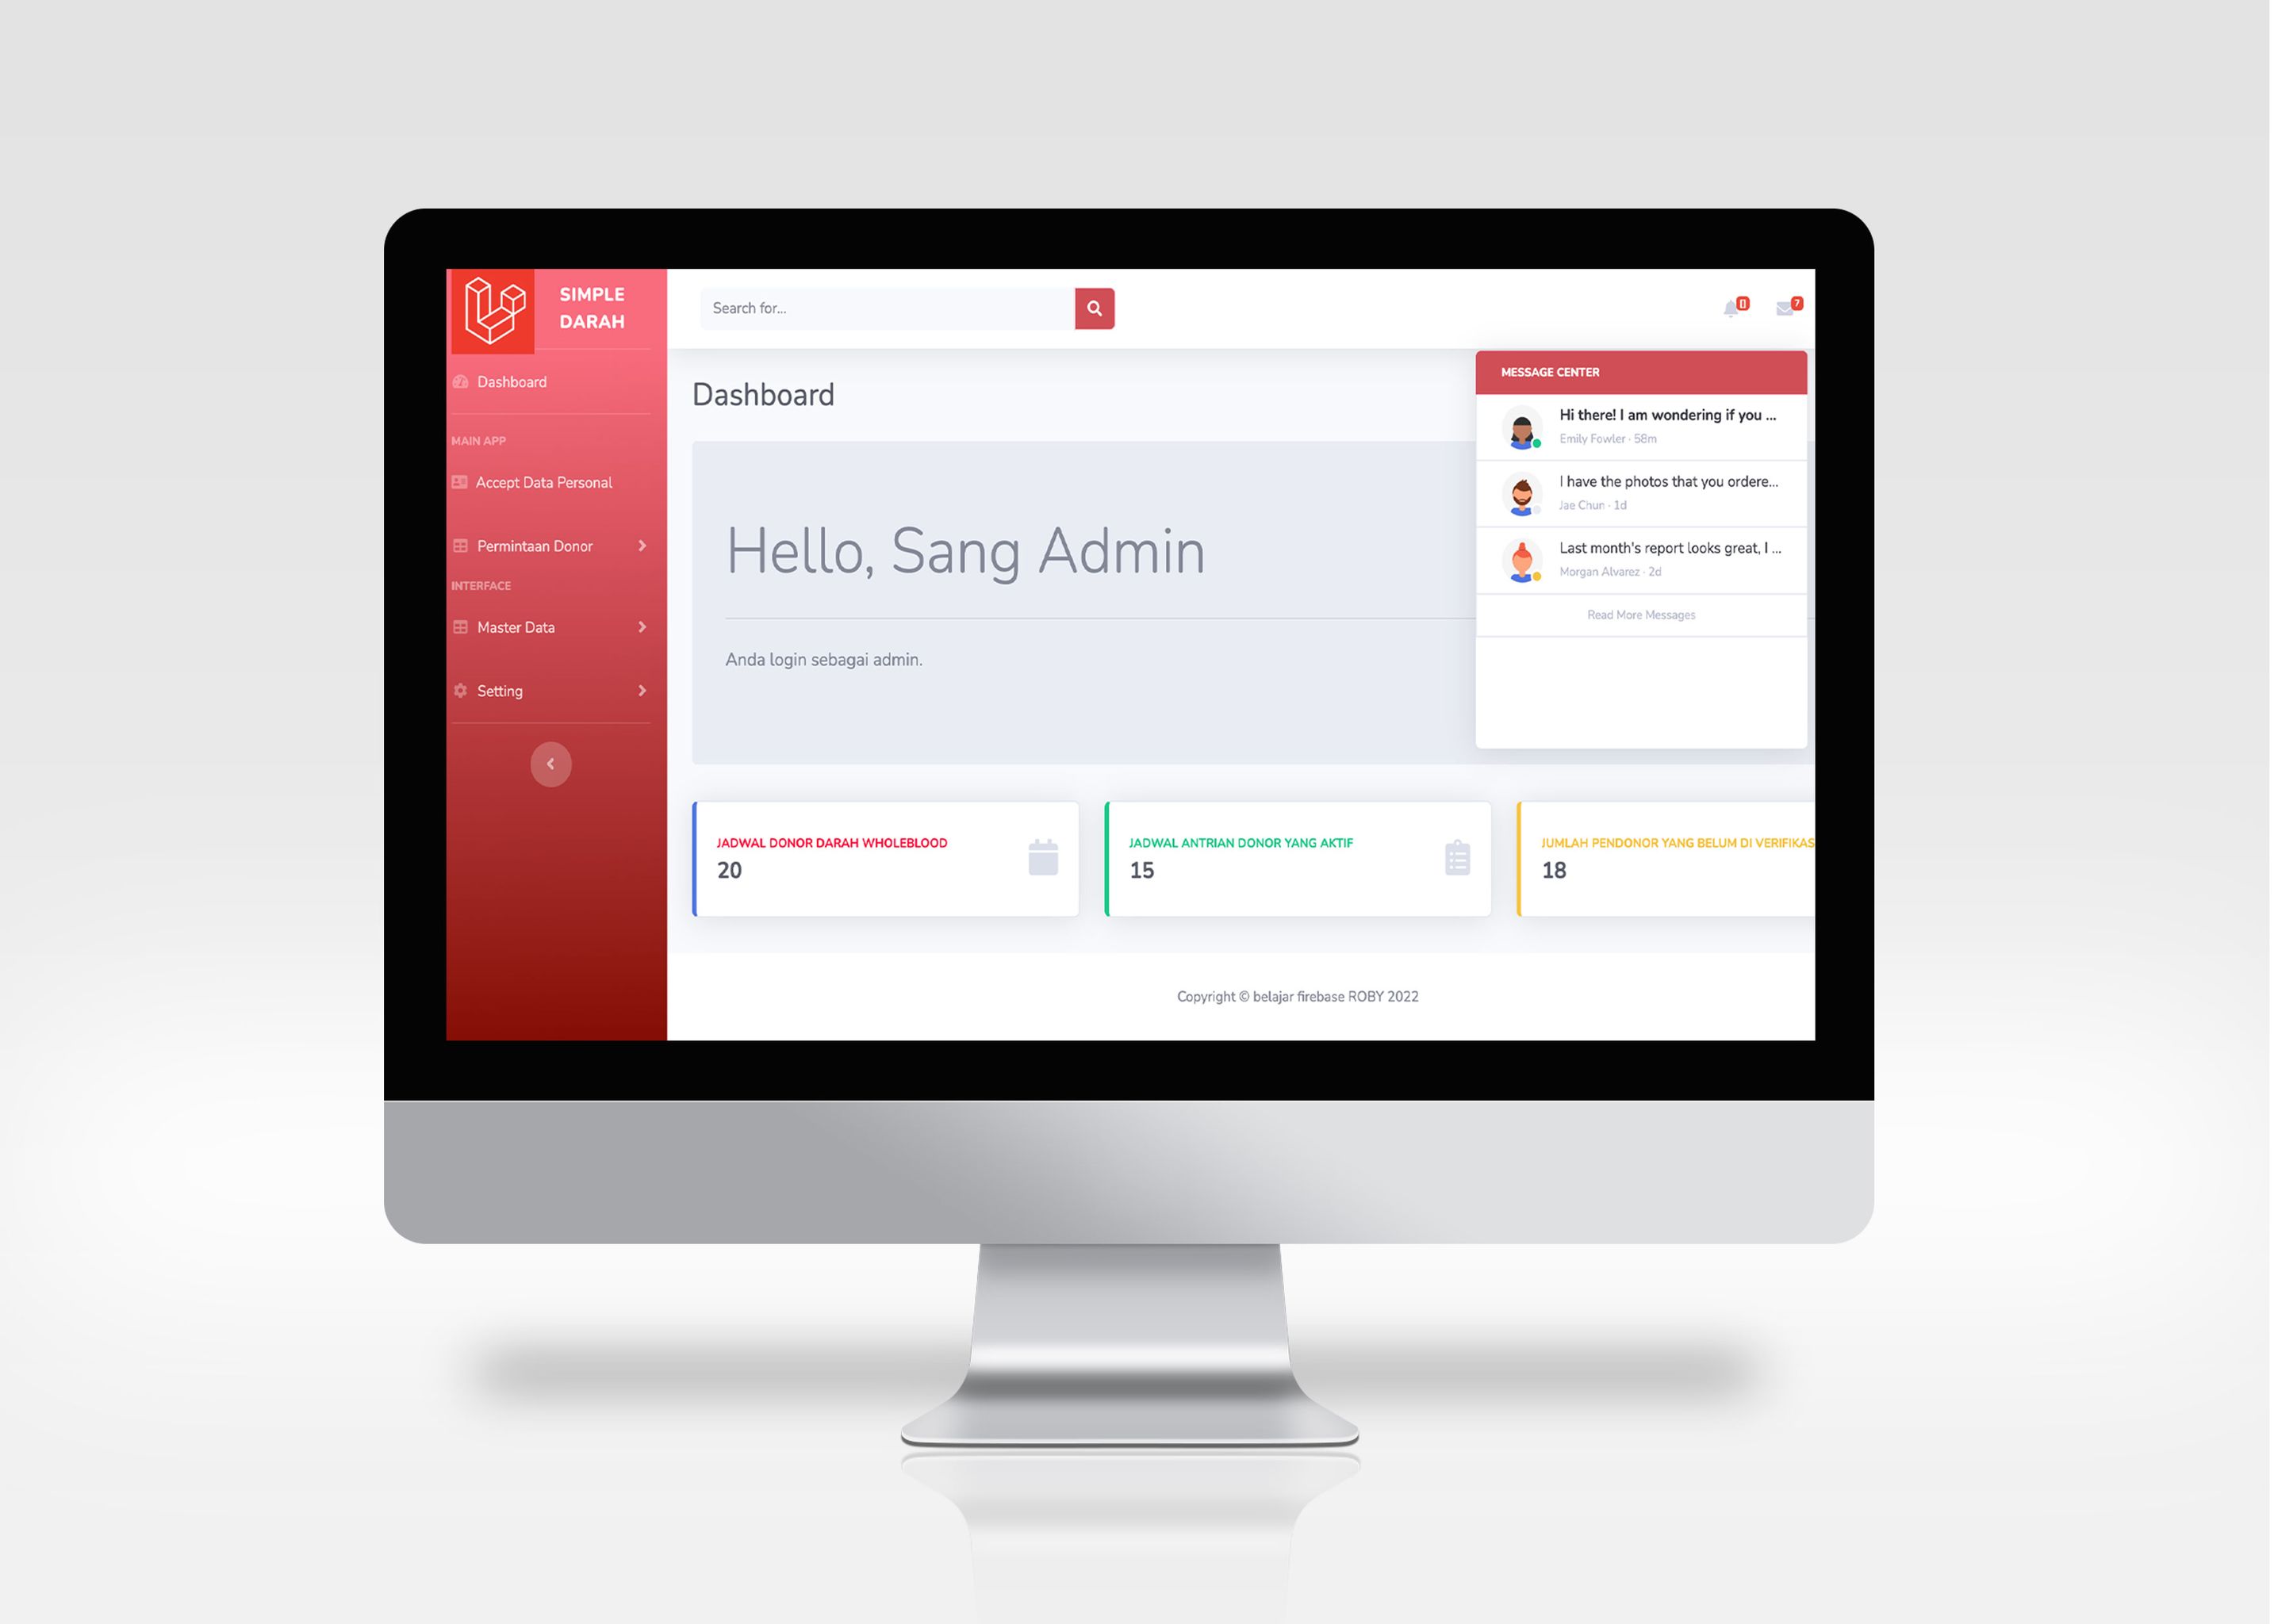 SIMPLE
DARAH
Dashboard
MAIN APP
Accept Data Personal
Permintaan Donor
INTERFACE
Master Data
Setting
Search for...
7
Dashboard
Hello, Sang Admin
Anda login sebagai admin.
MESSAGE CENTER
Hi there! I am wondering if you ...
Emily Fowler · 58m
I have the photos that you ordere...
Jae Chun · 1d
Last month's report looks great, I ...
Morgan Alvarez · 2d
Read More Messages
JADWAL DONOR DARAH WHOLEBLOOD
20
JADWAL ANTRIAN DONOR YANG AKTIF
15
JUMLAH PENDONOR YANG BELUM DI VERIFIKAS
18
Copyright © belajar firebase ROBY 2022